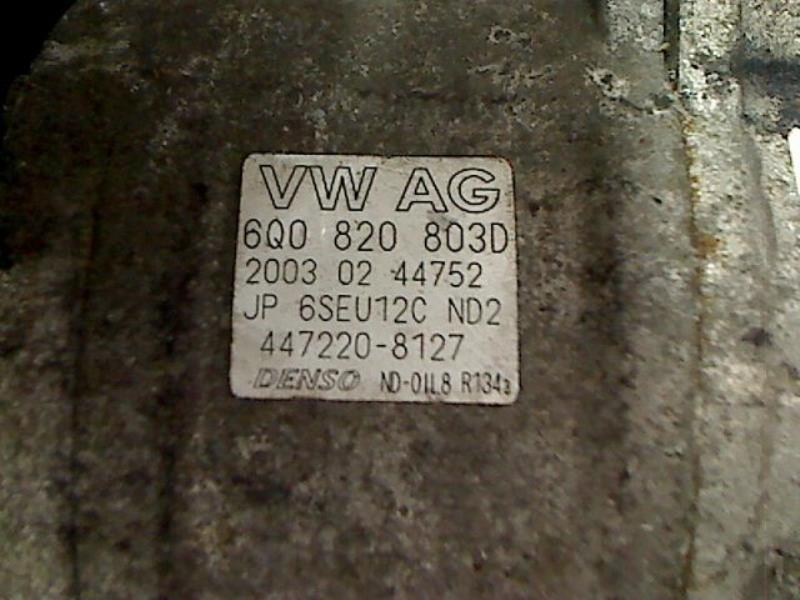 VW AG
6Q0 820 803D
2003 02 44752
JP 6SEU12C ND2
447220-8127
DENSO ND-OIL8 R134a